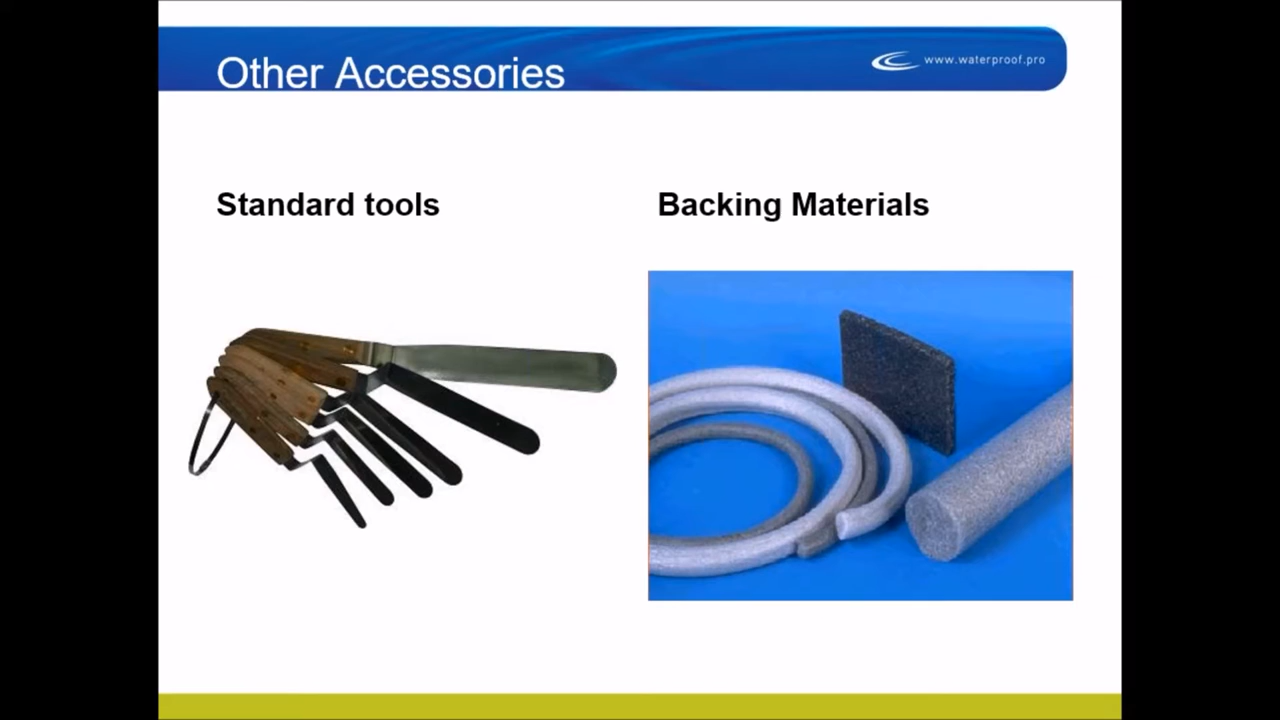 Other Accessories
www.waterproof.pro
Standard tools
Backing Materials